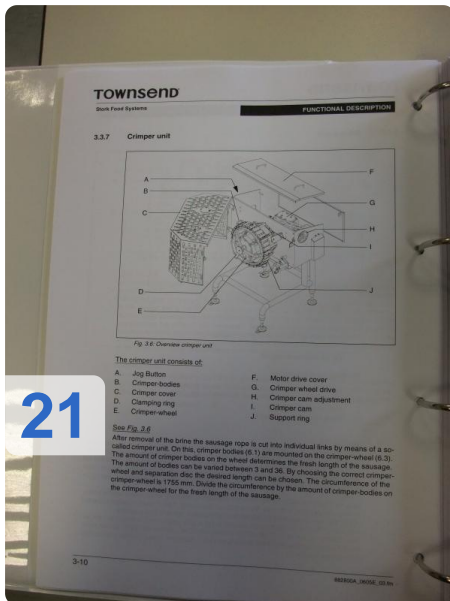 TOWNSEND
Stork Food Systems
FUNCTIONAL DESCRIPTION
3.3.7 Crimper unit
A
B
C
D
E
F
G
H
I
J
Fig. 3.6: Overview crimper unit
The crimper unit consists of:
A. Jog Button
B. Crimper-bodies
C. Crimper cover
D. Clamping ring
E. Crimper-wheel
F. Motor drive cover
G. Crimper wheel drive
H. Crimper cam adjustment
I. Crimper cam
J. Support ring
See Fig. 3.6
After removal of the brine the sausage rope is cut into individual links by means of a so-
called crimper unit. On this, crimper bodies (6.1) are mounted on the crimper-wheel (6.3).
The amount of crimper bodies on the wheel determines the fresh length of the sausage.
The amount of bodies can be varied between 3 and 36. By choosing the correct crimper-
wheel and separation disc the desired length can be chosen. The circumference of the
crimper-wheel is 1755 mm. Divide the circumference by the amount of crimper-bodies on
the crimper-wheel for the fresh length of the sausage.
3-10
21